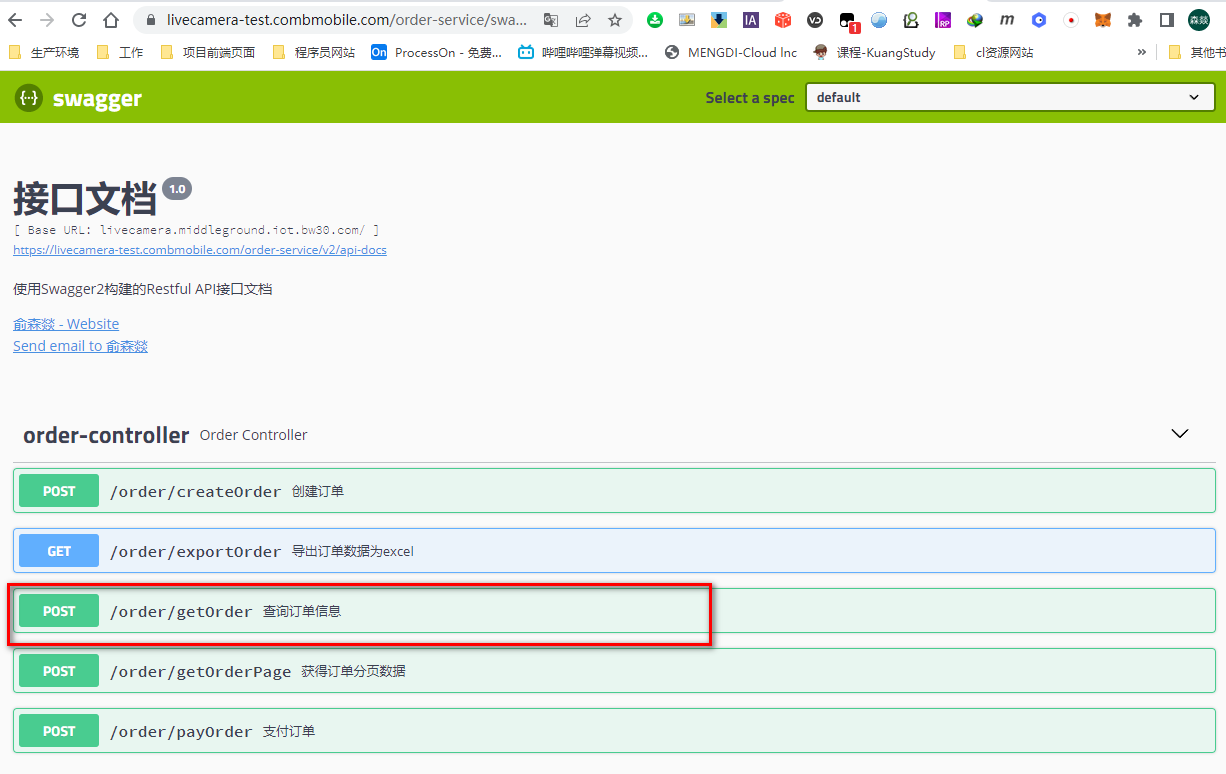 livecamera-test.combmobile.com/order-service/swa...
IA
RP
1
m
森燚
生产环境
工作
项目前端页面
程序员网站
On
ProcessOn - 免费...
哔哩哔哩弹幕视频...
MENGDI-Cloud Inc
课程-KuangStudy
cl资源网站
»
其他书
{··}
swagger
Select a spec
default
接口文档 1.0
[ Base URL: livecamera.middleground.iot.bw30.com/ ]
https://livecamera-test.combmobile.com/order-service/v2/api-docs
使用Swagger2构建的Restful API接口文档
俞森燚 - Website
Send email to 俞森燚
order-controller Order Controller
POST /order/createOrder 创建订单
GET /order/exportOrder 导出订单数据为excel
POST /order/getOrder 查询订单信息
POST /order/getOrderPage 获得订单分页数据
POST /order/payOrder 支付订单